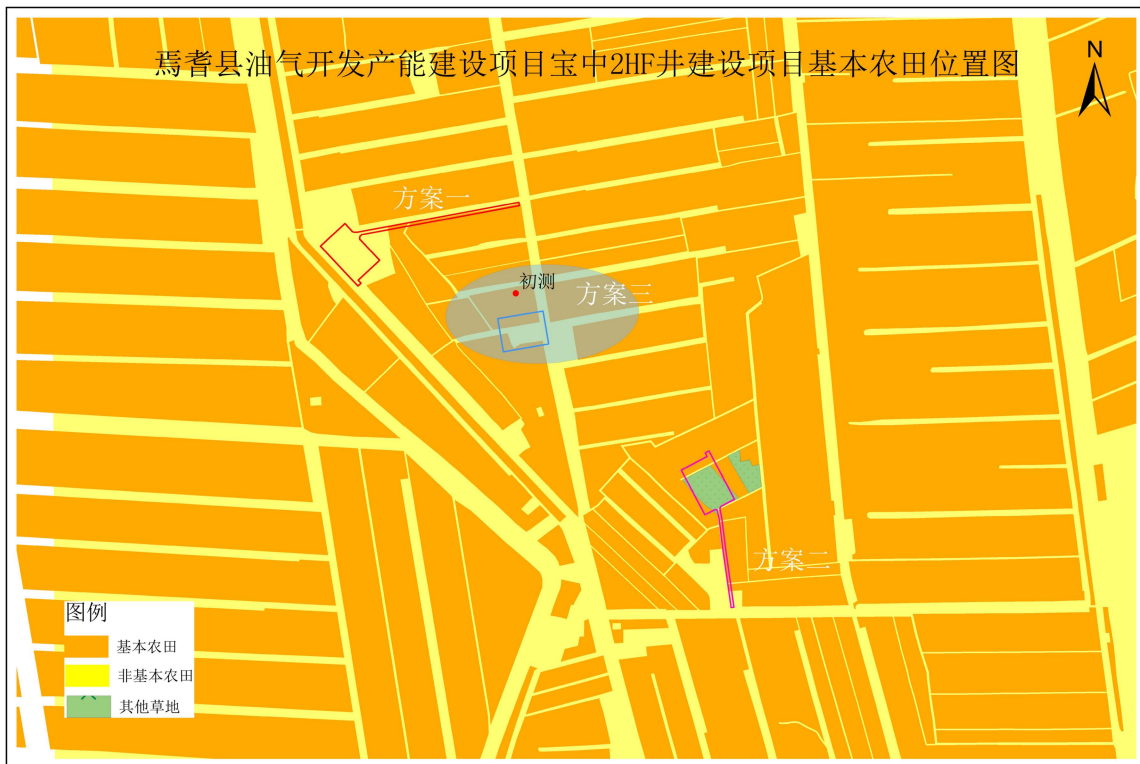 焉耆县油气开发产能建设项目宝中2HF井建设项目基本农田位置图
N
方案一
初测
方案三
方案二
图例
基本农田
非基本农田
其他草地